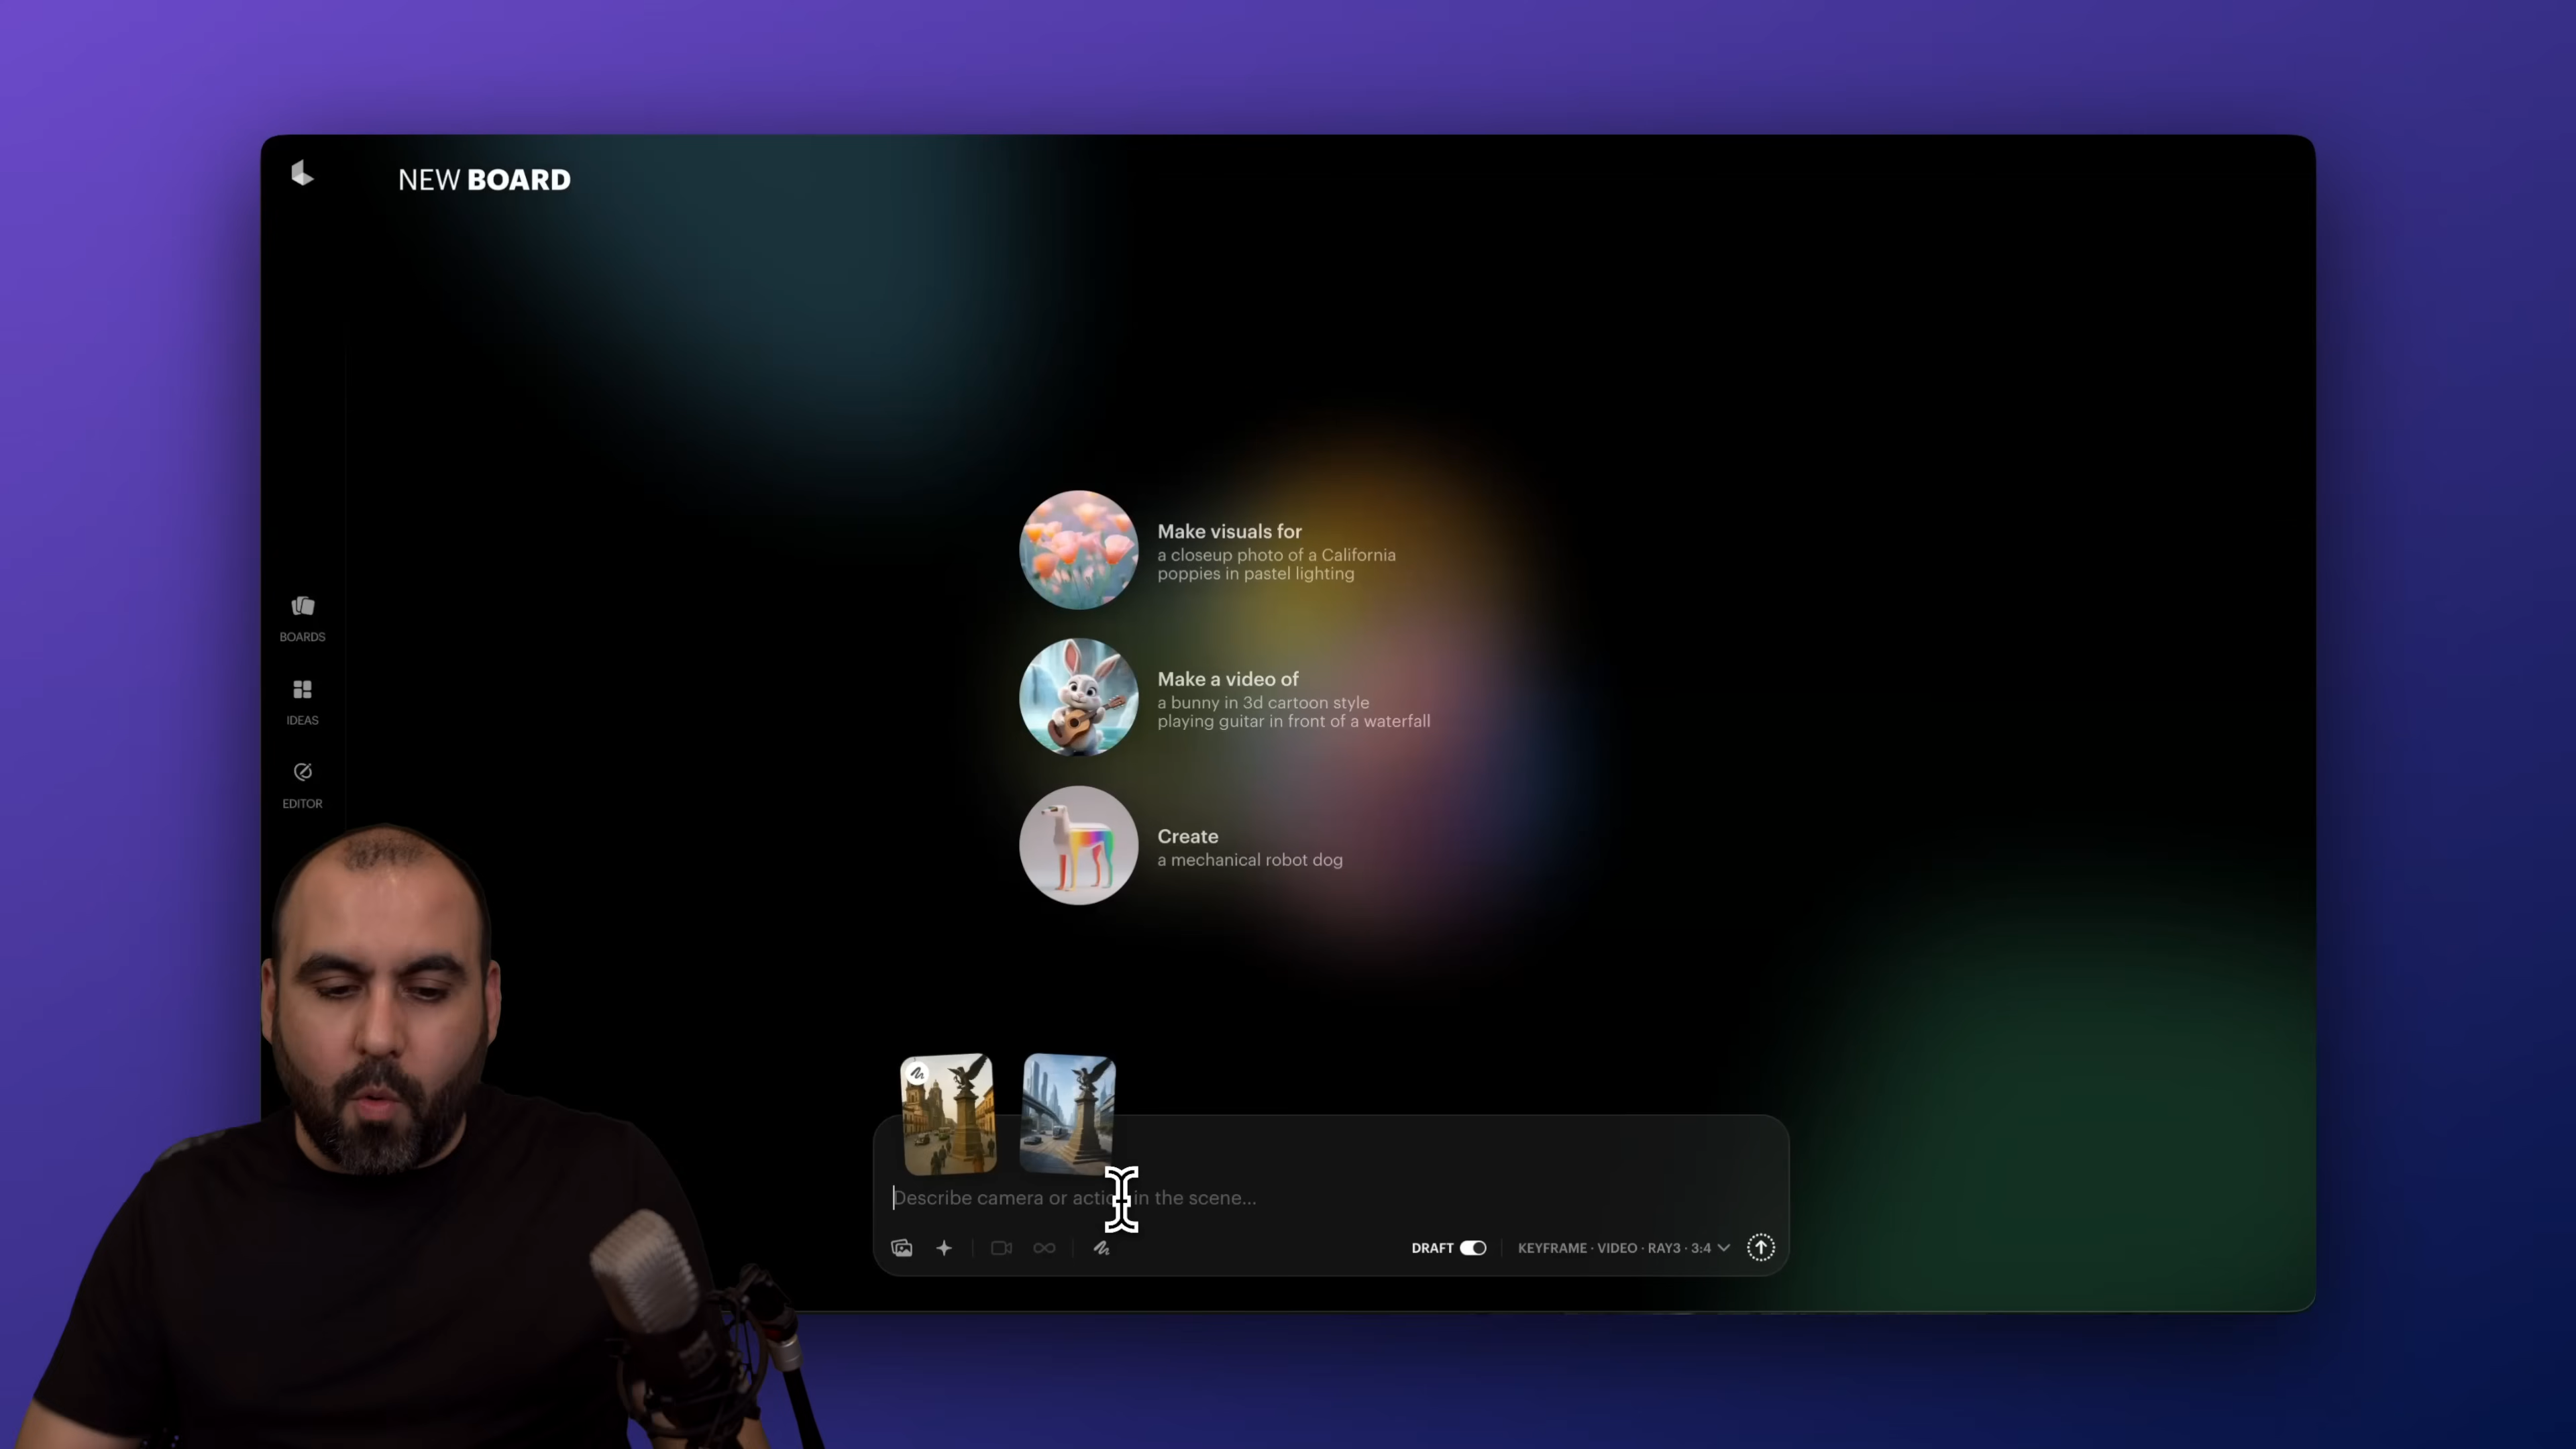 NEW BOARD
Make visuals for
a closeup photo of a California
poppies in pastel lighting
Make a video of
a bunny in 3d cartoon style
playing guitar in front of a waterfall
Create
a mechanical robot dog
BOARDS
IDEAS
EDITOR
Describe camera or action in the scene...
DRAFT
KEYFRAME · VIDEO · RAY3 · 3:4